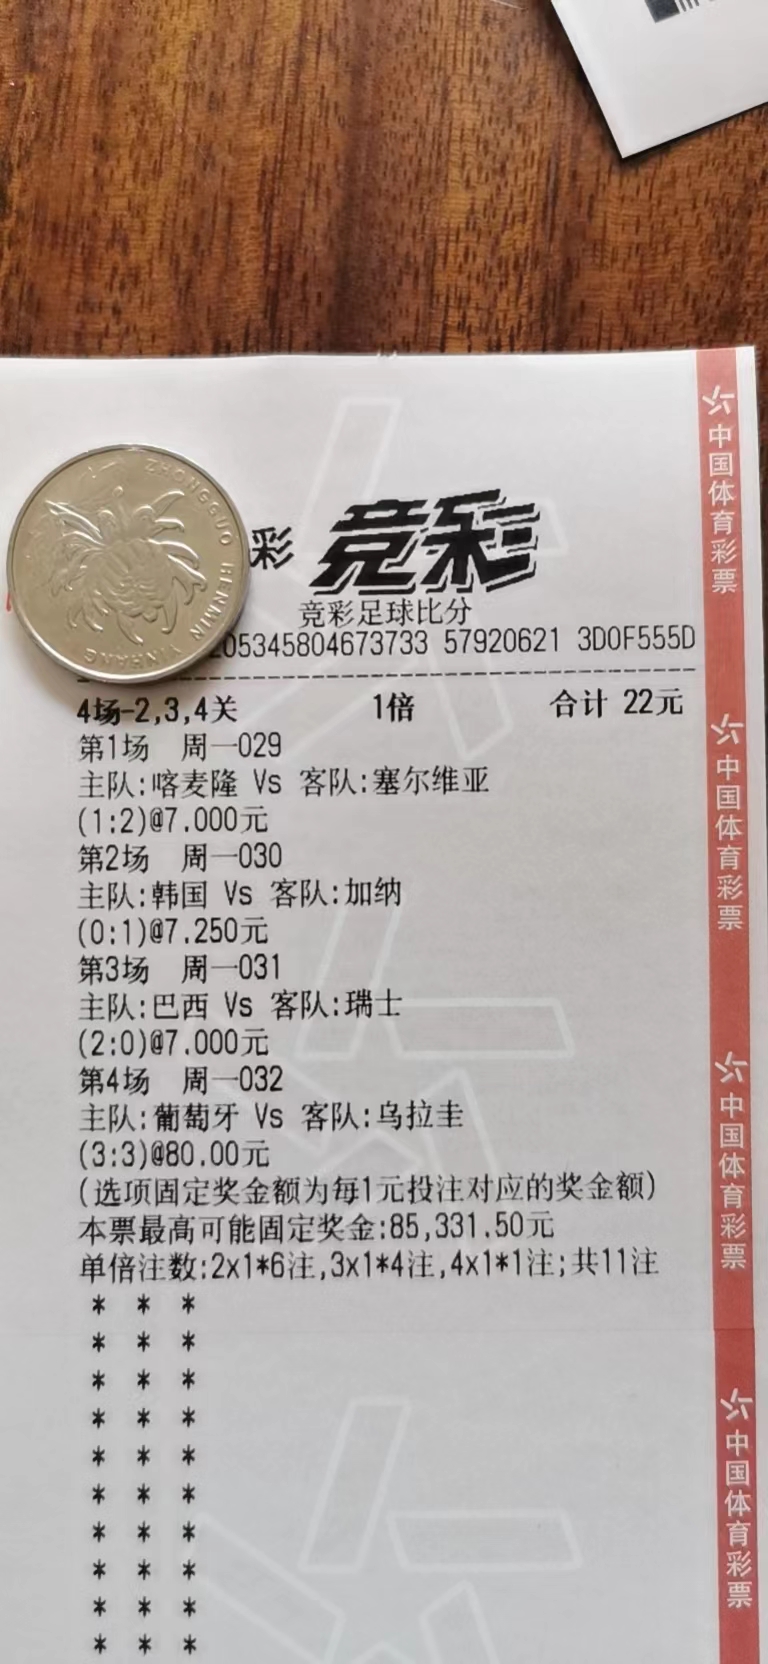 ZHONGGUO RENMIN YINHANG
彩 竞彩
竞彩足球比分
205345804673733 57920621 3D0F555D
4场-2,3,4关 1倍 合计 22元
第1场 周一029
主队:喀麦隆 Vs 客队:塞尔维亚
(1:2)@7.000元
第2场 周一030
主队:韩国 Vs 客队:加纳
(0:1)@7.250元
第3场 周一031
主队:巴西 Vs 客队:瑞士
(2:0)@7.000元
第4场 周一032
主队:葡萄牙 Vs 客队:乌拉圭
(3:3)@80.00元
(选项固定奖金额为每1元投注对应的奖金额)
本票最高可能固定奖金:85,331.50元
单倍注数:2x1*6注,3x1*4注,4x1*1注;共11注
* * *
* * *
* * *
* * *
* * *
* * *
* * *
* * *
* * *
* * *
中国体育彩票
中国体育彩票
中国体育彩票
中国体育彩票